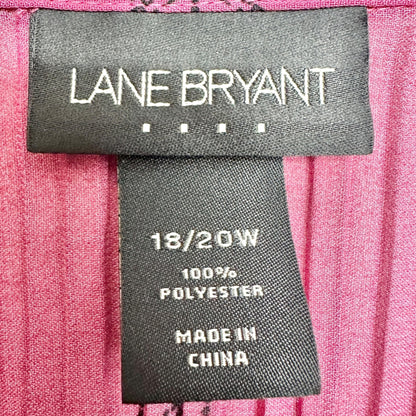 LANE BRYANT
18/20W
100%
POLYESTER
MADE IN
CHINA